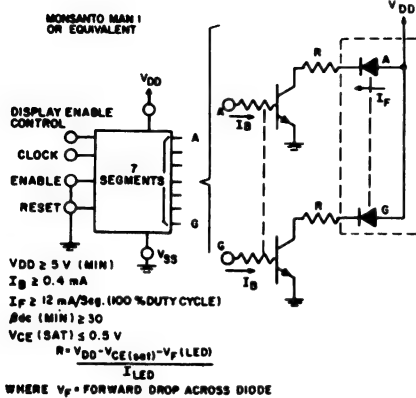 MONSANTO MAN 1
OR EQUIVALENT
VDD
DISPLAY ENABLE
CONTROL
CLOCK
ENABLE
RESET
7
SEGMENTS
A
G
VSS
VDD
R
A
A
IB
IF
R
G
G
IB
VDD ≥ 5 V (MIN)
IB ≥ 0.4 mA
IF ≥ 12 mA/Seg. (100 % DUTY CYCLE)
βdc (MIN) ≥ 30
VCE (SAT) ≤ 0.5 V
R = VDD - VCE(sat) - VF (LED)
ILED
WHERE VF = FORWARD DROP ACROSS DIODE